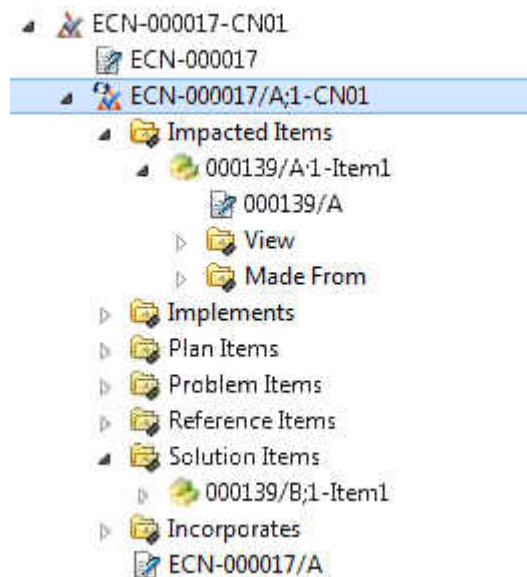 ECN-000017-CN01
ECN-000017
ECN-000017/A;1-CN01
Impacted Items
000139/A;1-Item1
000139/A
View
Made From
Implements
Plan Items
Problem Items
Reference Items
Solution Items
000139/B;1-Item1
Incorporates
ECN-000017/A